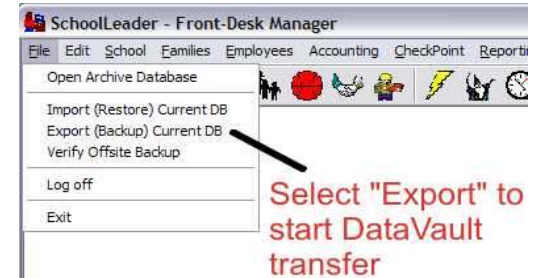 SchoolLeader - Front-Desk Manager
File Edit School Families Employees Accounting CheckPoint
Open Archive Database
Import (Restore) Current DB
Export (Backup) Current DB
Verify Offsite Backup
Log off
Exit
Select "Export" to
start DataVault
transfer